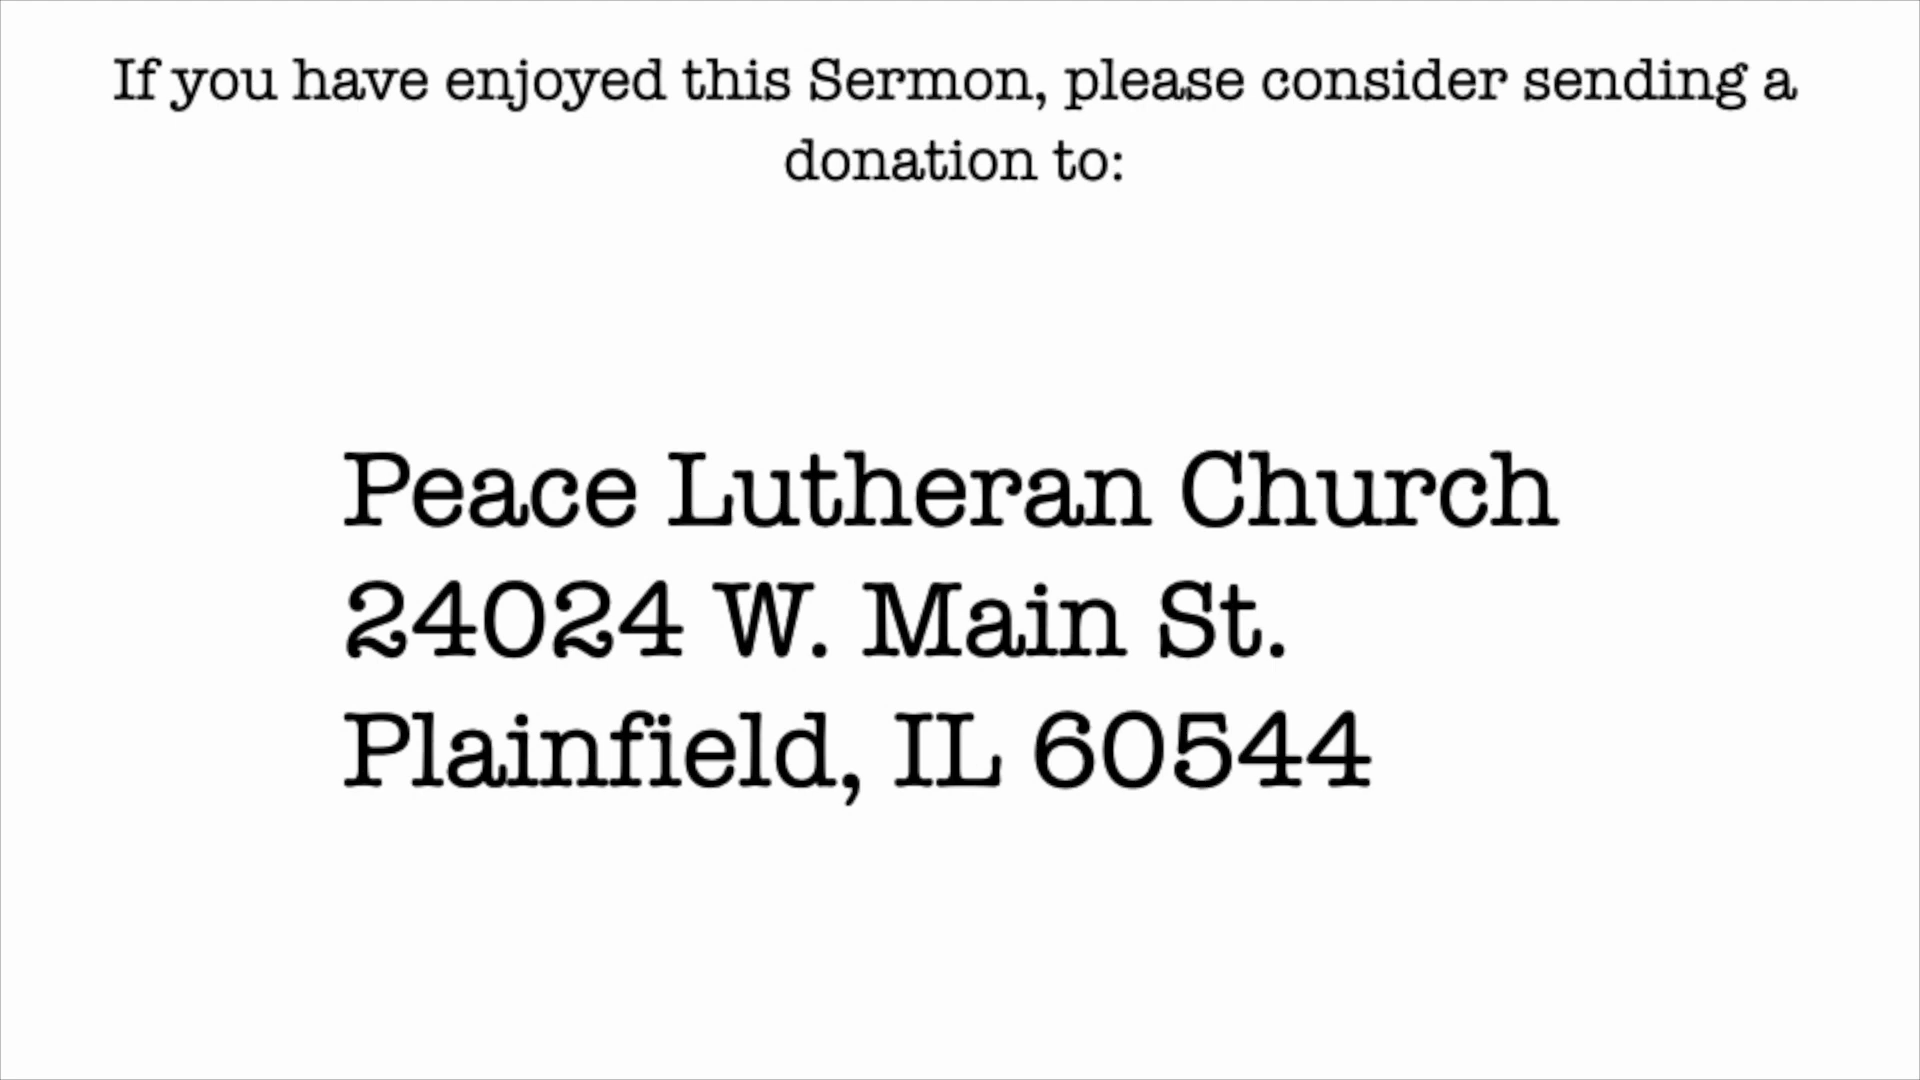 If you have enjoyed this Sermon, please consider sending a
donation to:
Peace Lutheran Church
24024 W. Main St.
Plainfield, IL 60544